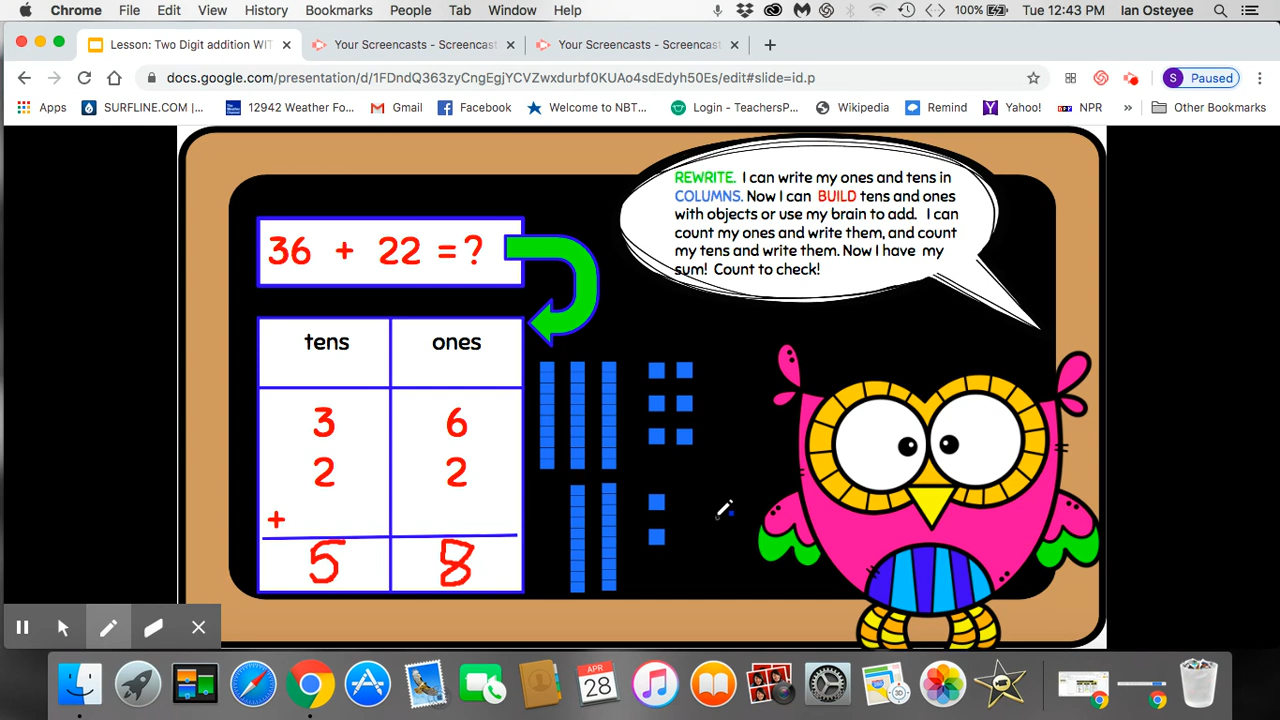 Chrome File Edit View History Bookmarks People Tab Window Help 100% Tue 12:43 PM Ian Osteyee
Lesson: Two Digit addition WIT Your Screencasts - Screencast Your Screencasts - Screencast
docs.google.com/presentation/d/1FDndQ363zyCngEgjYCVZwxdurbf0KUAo4sdEdyh50Es/edit#slide=id.p S Paused
Apps SURFLINE.COM |... 12942 Weather Fo... Gmail Facebook Welcome to NBT... Login - TeachersP... Wikipedia Remind Yahoo! NPR » Other Bookmarks
REWRITE. I can write my ones and tens in
COLUMNS. Now I can BUILD tens and ones
with objects or use my brain to add. I can
count my ones and write them, and count
my tens and write them. Now I have my
sum! Count to check!
36 + 22 = ?
tens ones
3 6
2 2
+
5 8
APR
28